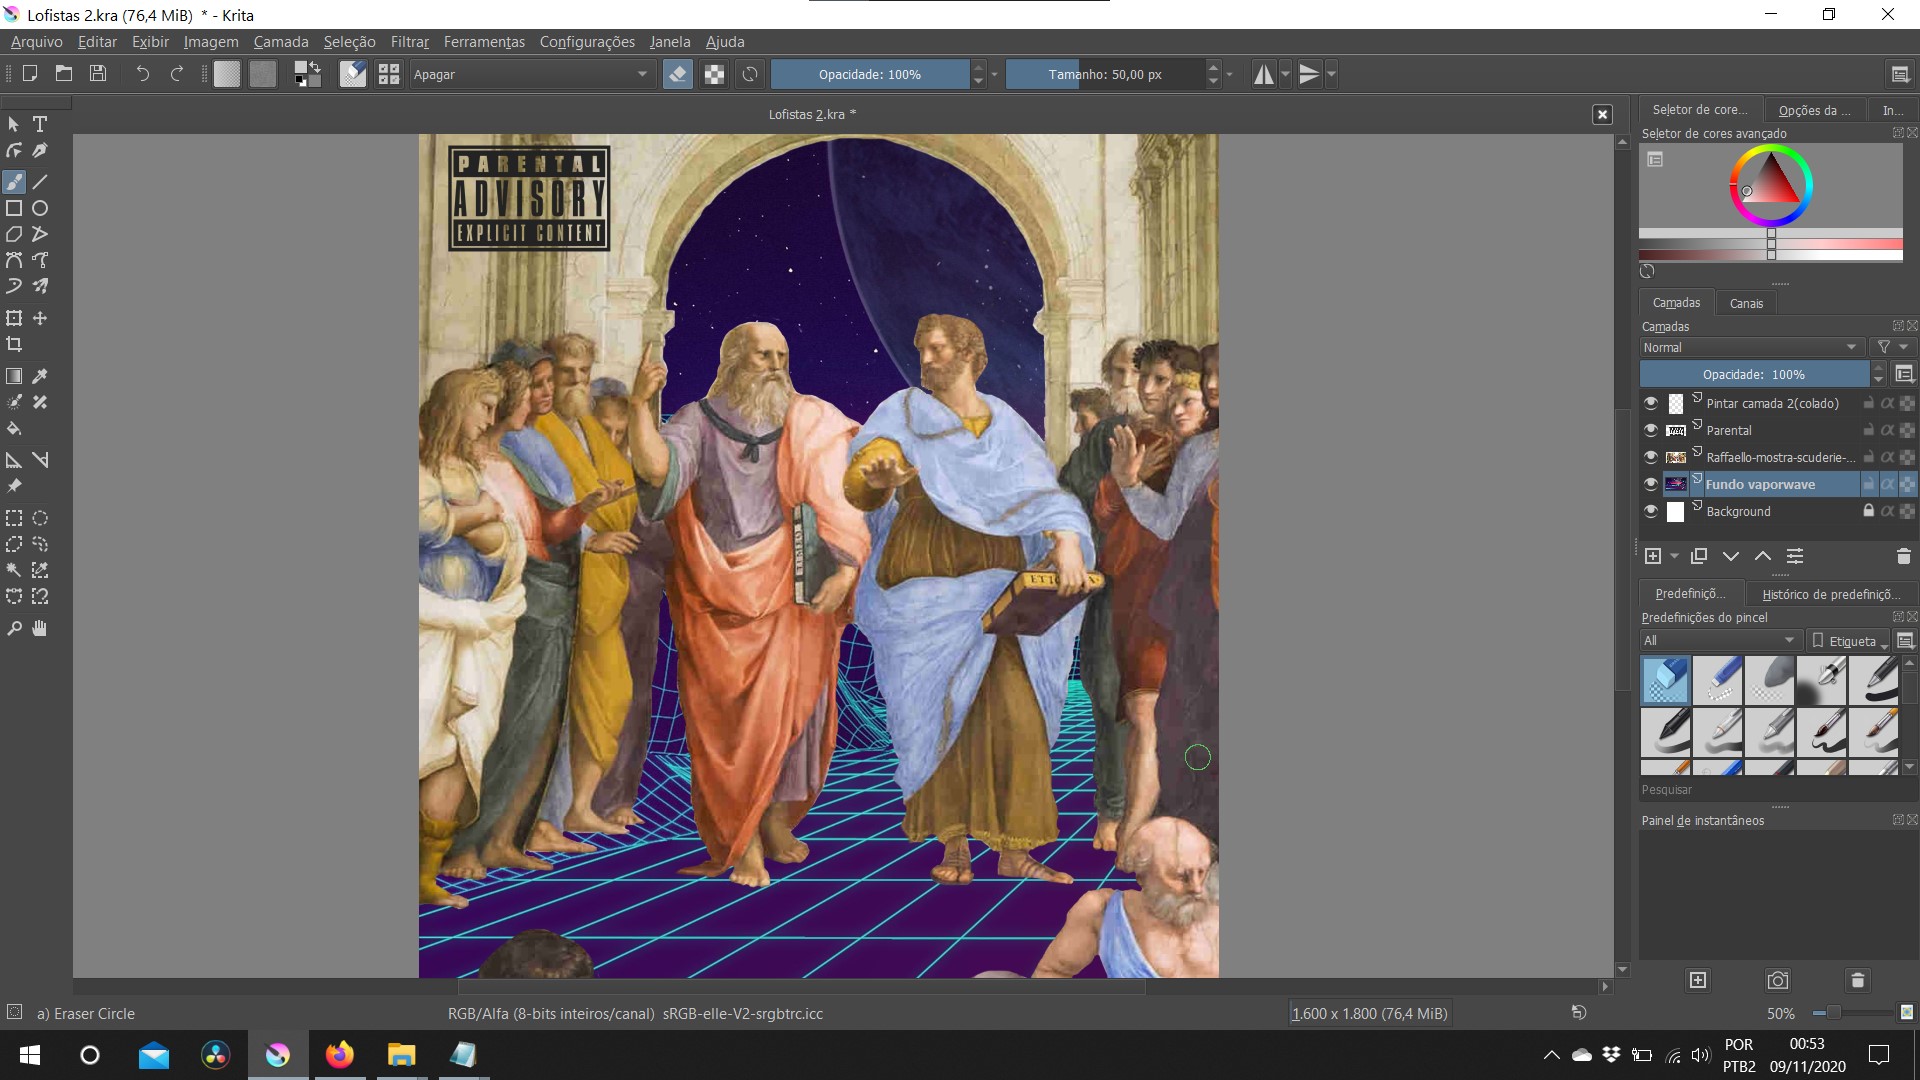 Lofistas 2.kra (76,4 MiB)  * - Krita
Arquivo Editar Exibir Imagem Camada Seleção Filtrar Ferramentas Configurações Janela Ajuda
Apagar
Opacidade: 100%
Tamanho: 50,00 px
Lofistas 2.kra *
PARENTAL
ADVISORY
EXPLICIT CONTENT
ETIC
Seletor de core... Opções da ... In...
Seletor de cores avançado
Camadas Canais
Camadas
Normal
Opacidade: 100%
Pintar camada 2(colado)
Parental
Raffaello-mostra-scuderie-...
Fundo vaporwave
Background
Predefiniçõ... Histórico de predefiniçõ...
Predefinições do pincel
All Etiqueta
Pesquisar
Painel de instantâneos
a) Eraser Circle
RGB/Alfa (8-bits inteiros/canal)  sRGB-elle-V2-srgbtrc.icc
1.600 x 1.800 (76,4 MiB)
50%
POR
PTB2
00:53
09/11/2020